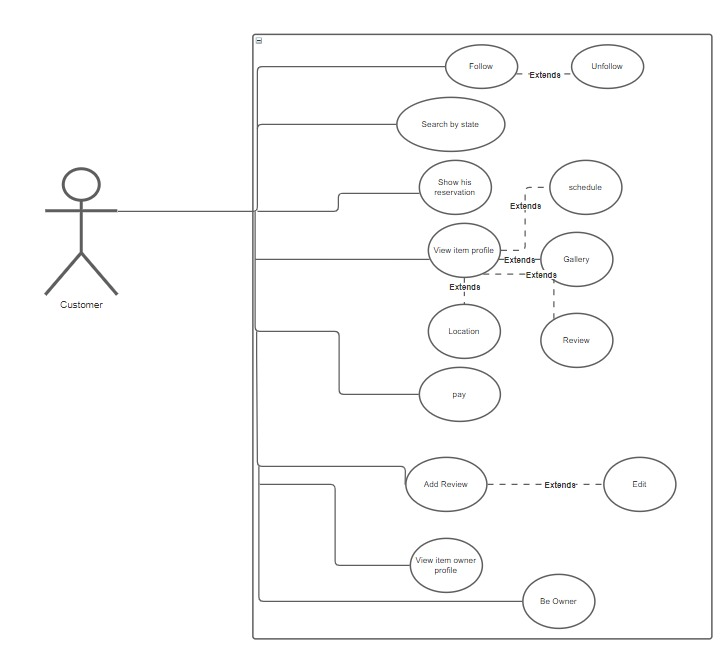 Follow
Extends
Unfollow
Search by state
Show his
reservation
schedule
Extends
View item profile
Extends
Gallery
Extends
Extends
Customer
Location
Review
pay
Add Review
Extends
Edit
View item owner
profile
Be Owner